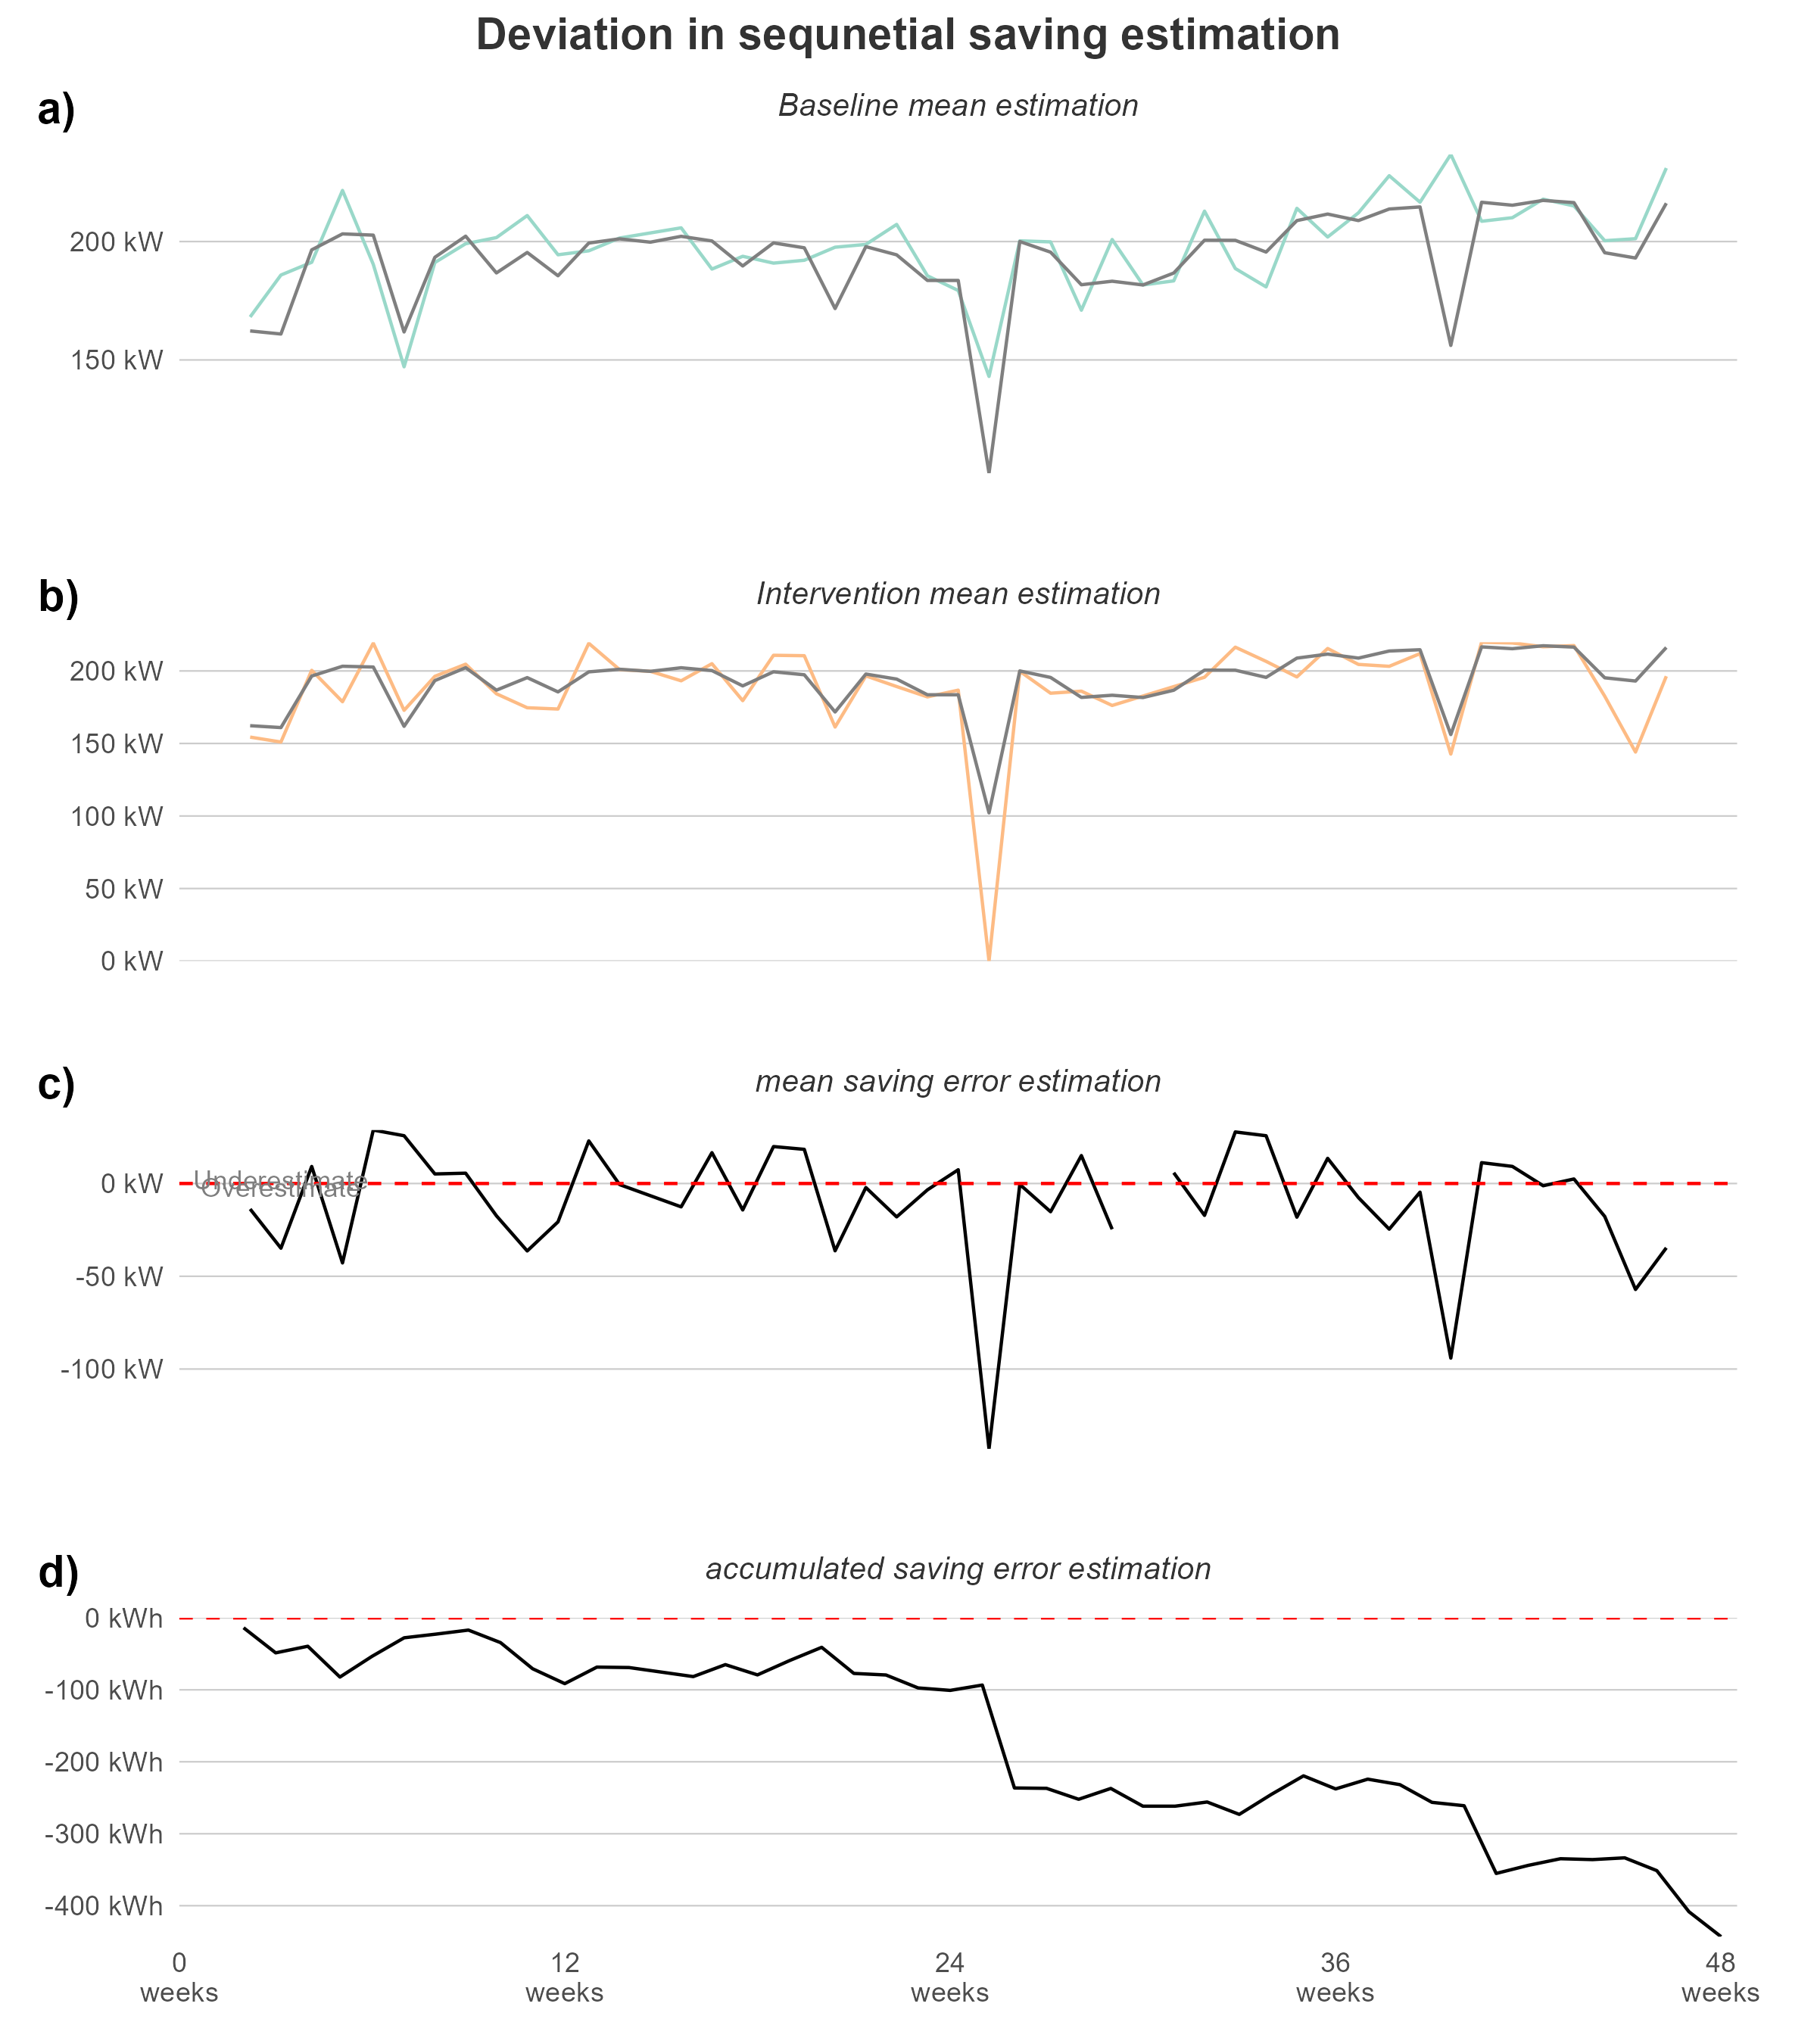 Deviation in sequnetial saving estimation
a)
Baseline mean estimation
200 kW
150 kW
b)
Intervention mean estimation
200 kW
150 kW
100 kW
50 kW
0 kW
c)
mean saving error estimation
Underestimate
0 kW
Overestimate
-50 kW
-100 kW
d)
accumulated saving error estimation
0 kWh
-100 kWh
-200 kWh
-300 kWh
-400 kWh
0 12 24 36 48
weeks weeks weeks weeks weeks